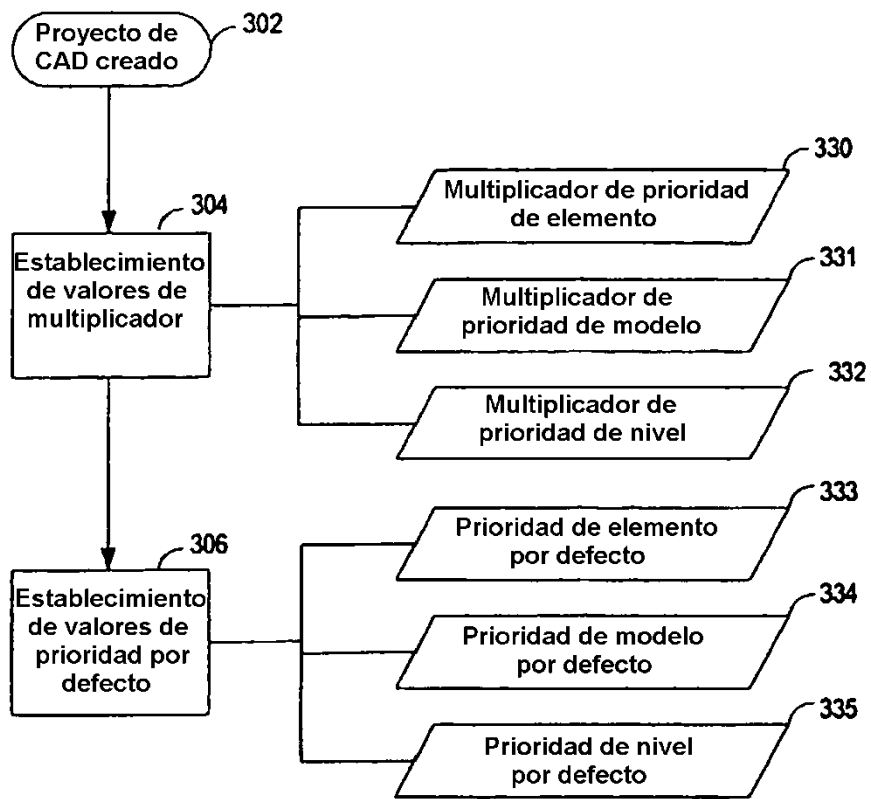 Proyecto de
CAD creado
302
304
Establecimiento
de valores de
multiplicador
330
Multiplicador de prioridad
de elemento
331
Multiplicador de
prioridad de modelo
332
Multiplicador de
prioridad de nivel
306
Establecimiento
de valores de
prioridad por
defecto
333
Prioridad de elemento
por defecto
334
Prioridad de modelo
por defecto
335
Prioridad de nivel
por defecto